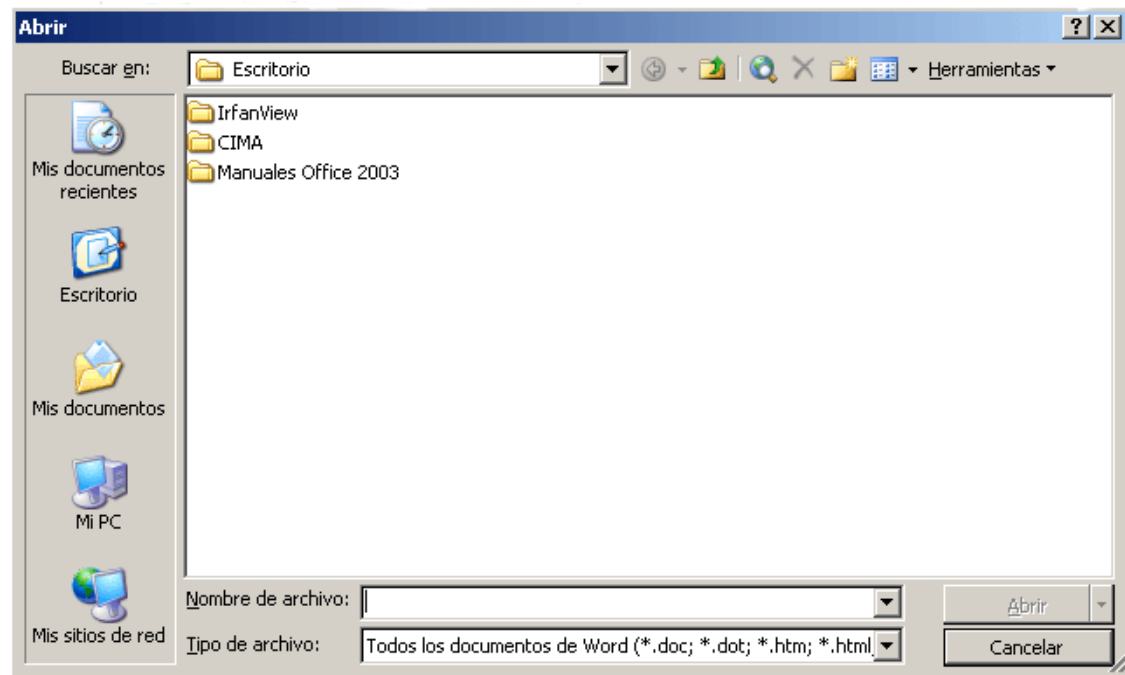 Abrir
Buscar en:
Escritorio
Herramientas
IrfanView
CIMA
Manuales Office 2003
Mis documentos
recientes
Escritorio
Mis documentos
Mi PC
Mis sitios de red
Nombre de archivo:
Abrir
Tipo de archivo:
Todos los documentos de Word (*.doc; *.dot; *.htm; *.html;
Cancelar